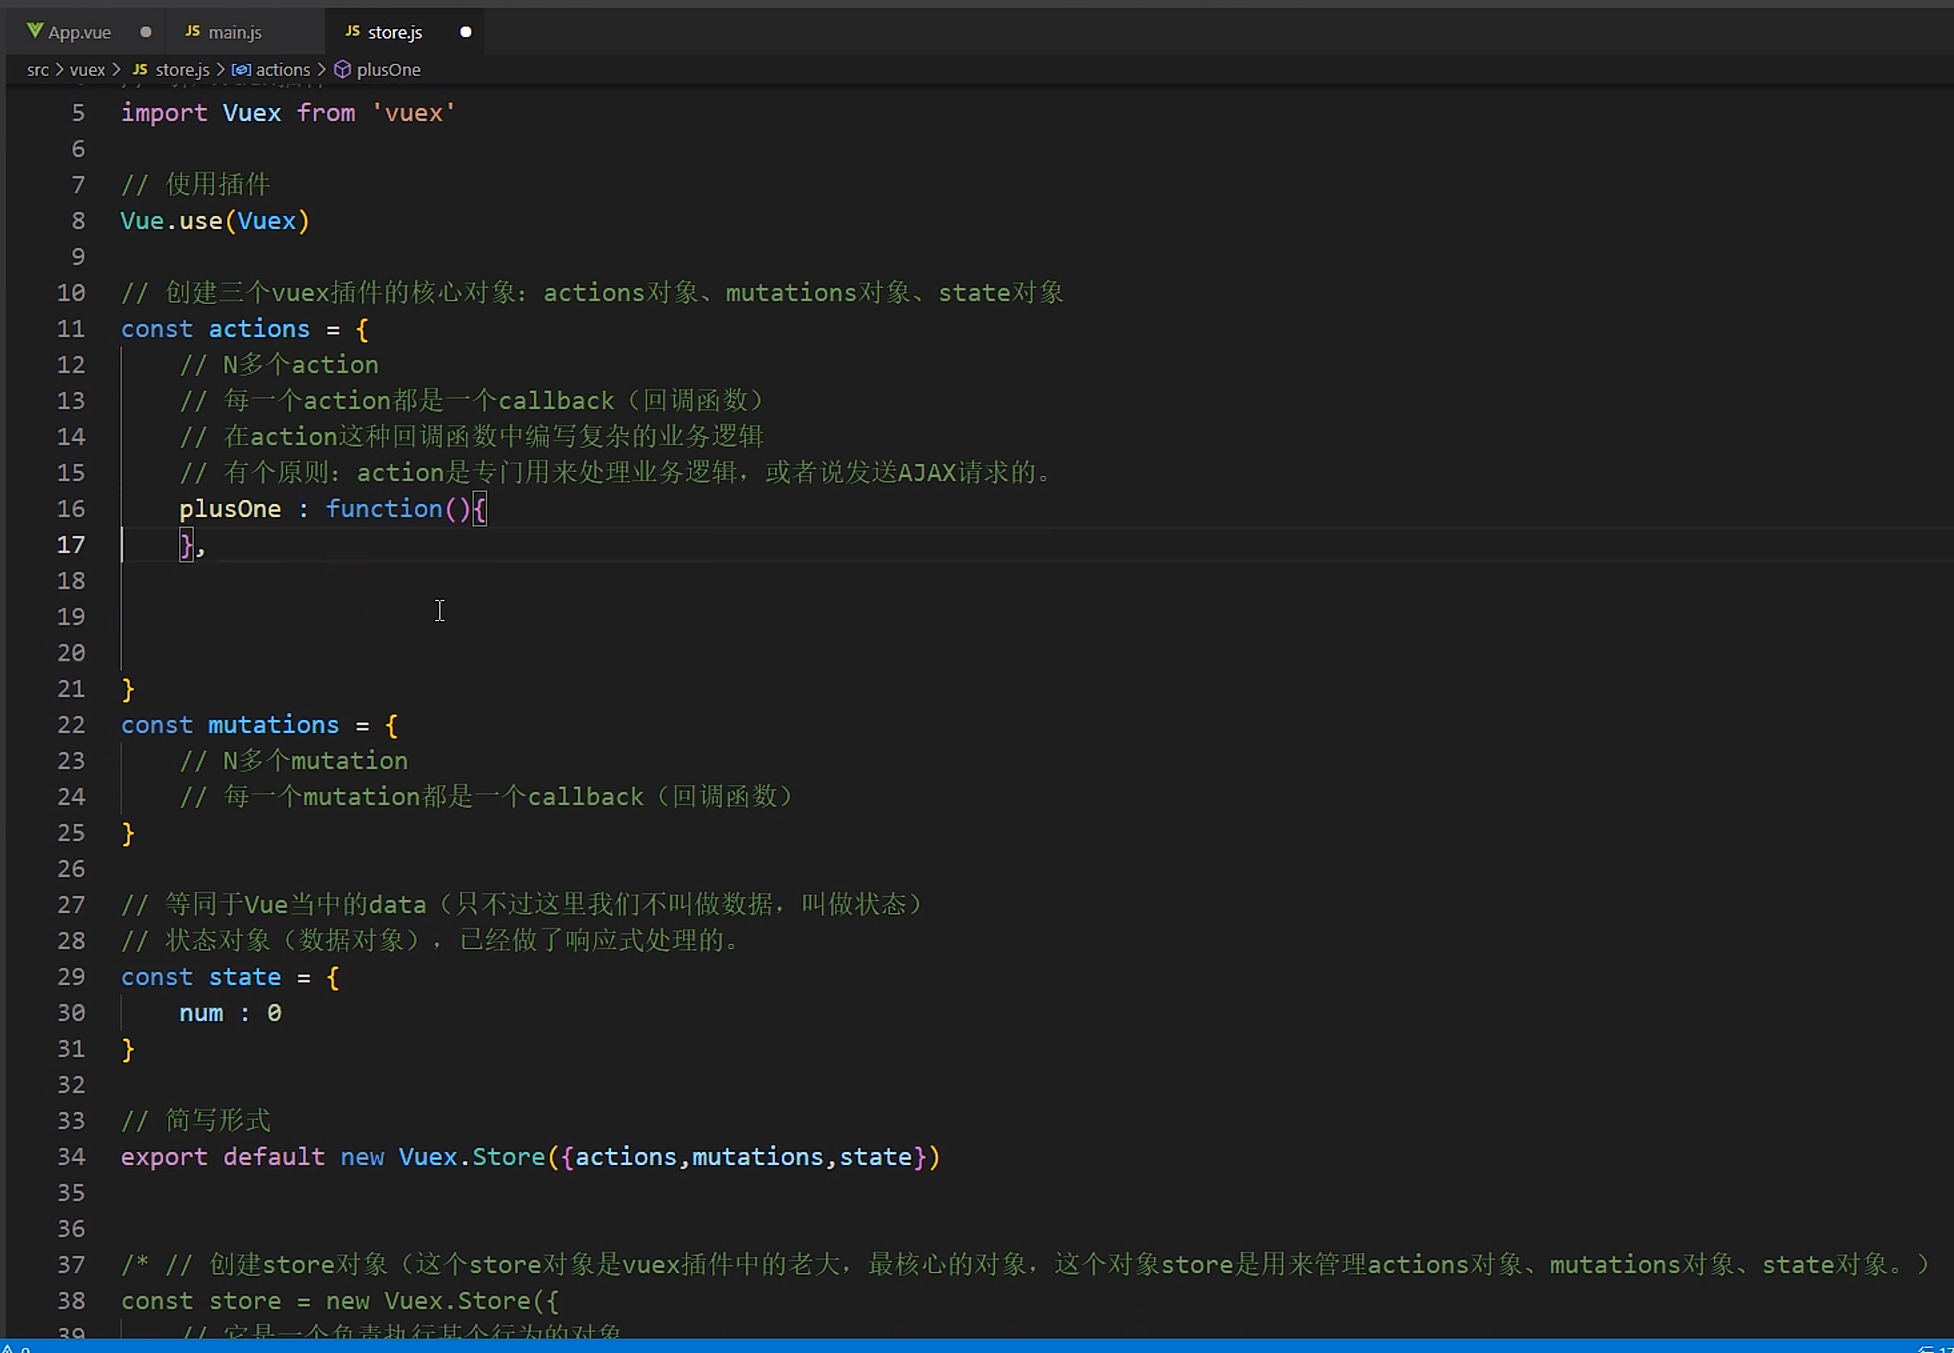 App.vue
JS main.js
JS store.js
src > vuex > JS store.js > actions > plusOne
5 import Vuex from 'vuex'
6
7 // 使用插件
8 Vue.use(Vuex)
9
10 // 创建三个vuex插件的核心对象：actions对象、mutations对象、state对象
11 const actions = {
12 // N多个action
13 // 每一个action都是一个callback（回调函数）
14 // 在action这种回调函数中编写复杂的业务逻辑
15 // 有个原则：action是专门用来处理业务逻辑，或者说发送AJAX请求的。
16 plusOne : function(){
17 },
18
19
20
21 }
22 const mutations = {
23 // N多个mutation
24 // 每一个mutation都是一个callback（回调函数）
25 }
26
27 // 等同于Vue当中的data（只不过这里我们不叫做数据，叫做状态）
28 // 状态对象（数据对象），已经做了响应式处理的。
29 const state = {
30 num : 0
31 }
32
33 // 简写形式
34 export default new Vuex.Store({actions,mutations,state})
35
36
37 /* // 创建store对象（这个store对象是vuex插件中的老大，最核心的对象，这个对象store是用来管理actions对象、mutations对象、state对象。）
38 const store = new Vuex.Store({
39 // 它是一个负责执行某个行为的对象